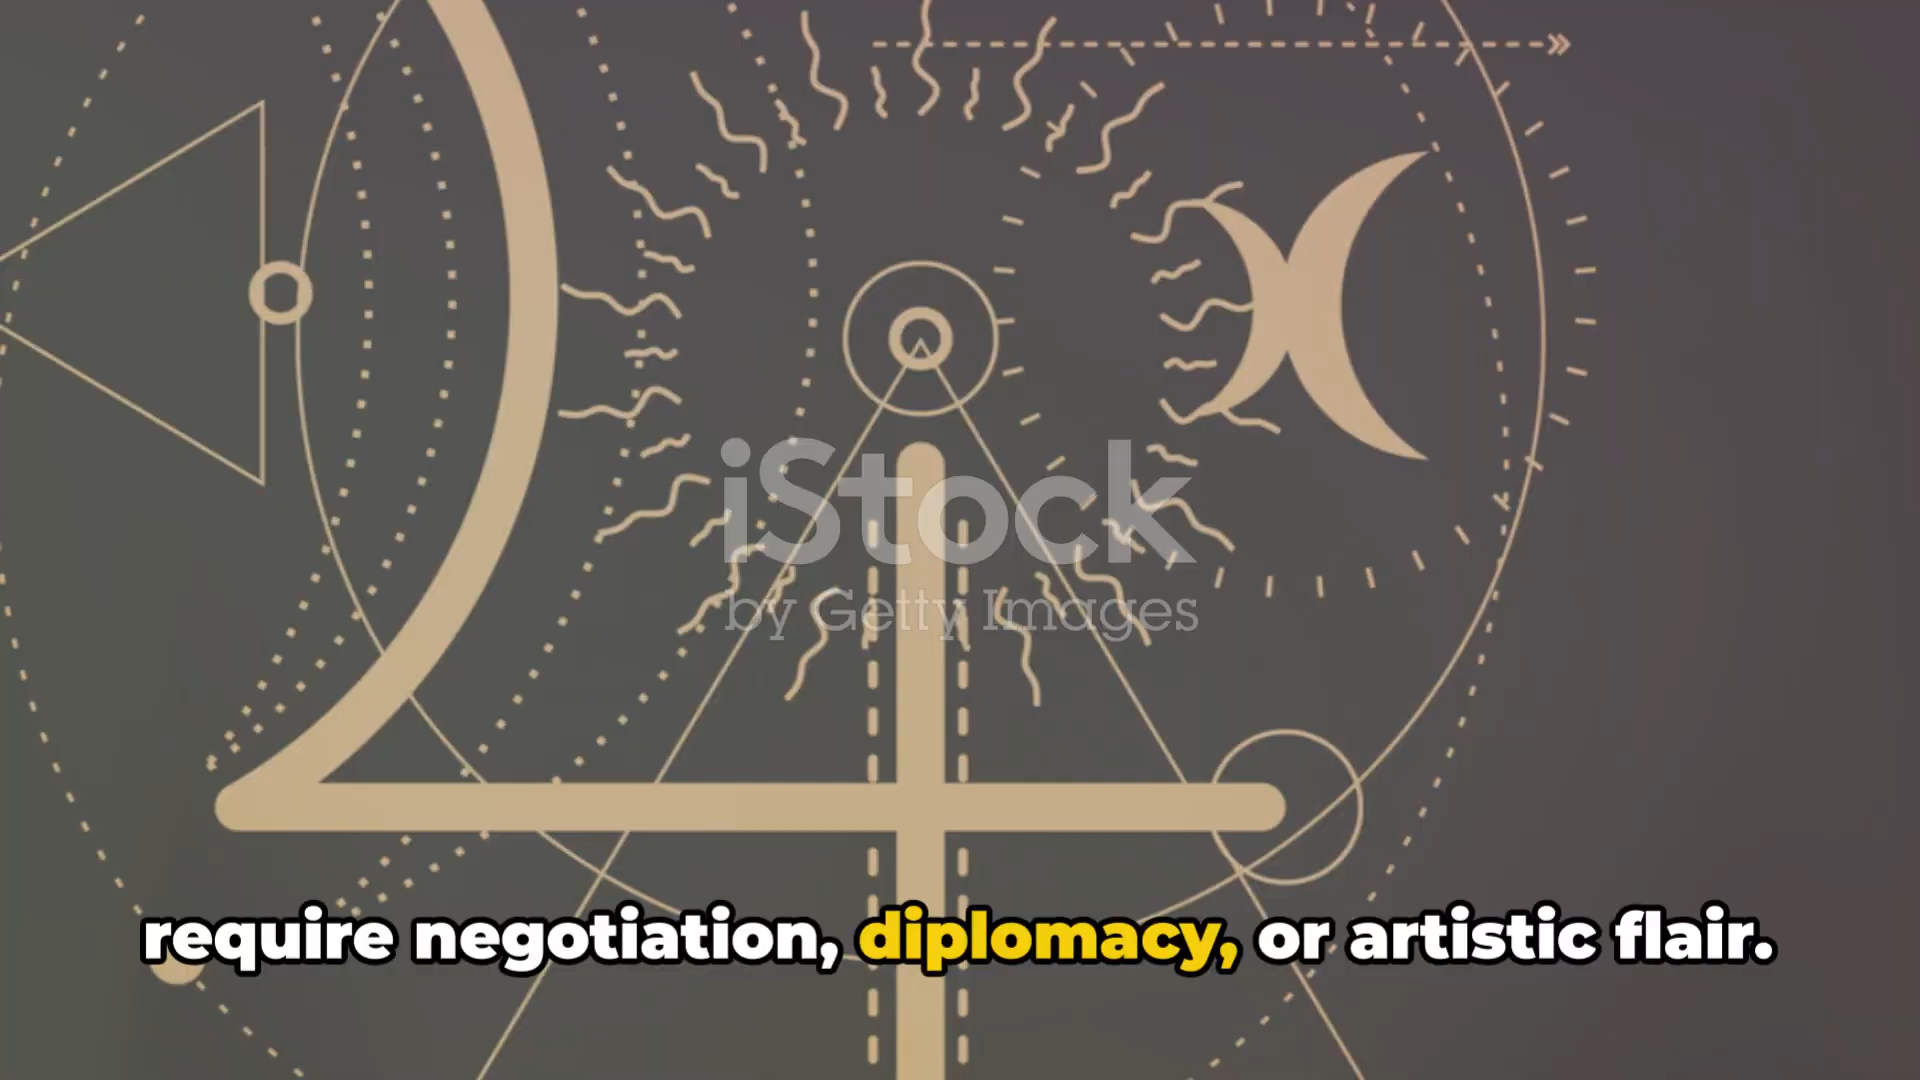 iStock
by Getty Images
require negotiation, diplomacy, or artistic flair.